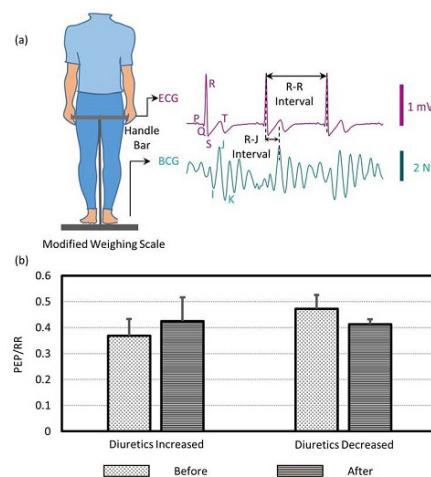 (a)
ECG
Handle
Bar
BCG
Modified Weighing Scale
R
P
Q
S
T
R-R
Interval
R-J
Interval
I
J
K
1 mV
2 N
(b)
PEP/RR
0.6
0.5
0.4
0.3
0.2
0.1
0
Diuretics Increased
Diuretics Decreased
Before
After